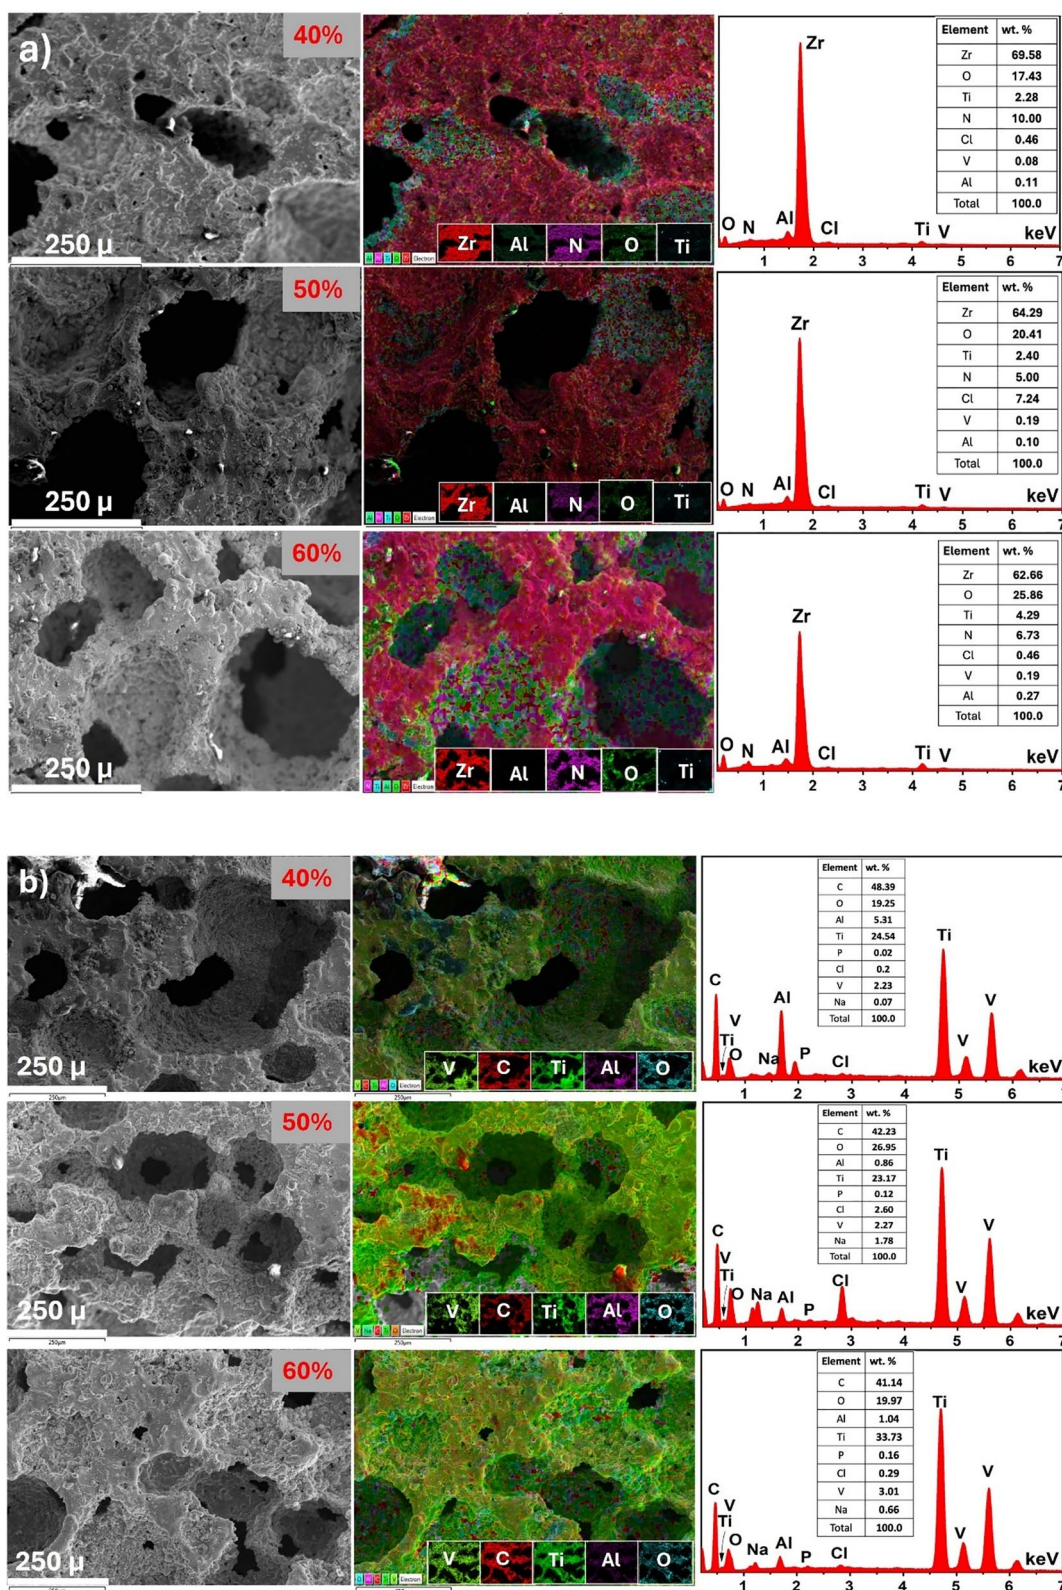 a)
40%
250 µ
Zr Al N O Ti
Electron
Zr
O N Al Cl Ti V keV
1 2 3 4 5 6 7
Element wt. %
Zr 69.58
O 17.43
Ti 2.28
N 10.00
Cl 0.46
V 0.08
Al 0.11
Total 100.0
50%
250 µ
Zr Al N O Ti
Electron
Zr
O N Al Cl Ti V keV
1 2 3 4 5 6 7
Element wt. %
Zr 64.29
O 20.41
Ti 2.40
N 5.00
Cl 7.24
V 0.19
Al 0.10
Total 100.0
60%
250 µ
Zr Al N O Ti
Electron
Zr
O N Al Cl Ti V keV
1 2 3 4 5 6 7
Element wt. %
Zr 62.66
O 25.86
Ti 4.29
N 6.73
Cl 0.46
V 0.19
Al 0.27
Total 100.0
b)
40%
250 µ
250µm
V C Ti Al O
Electron
250µm
C V Ti O Na Al P Cl Ti V V keV
1 2 3 4 5 6
Element wt. %
C 48.39
O 19.25
Al 5.31
Ti 24.54
P 0.02
Cl 0.2
V 2.23
Na 0.07
Total 100.0
50%
250 µ
250µm
V C Ti Al O
Electron
250µm
C V Ti O Na Al P Cl Ti V V keV
1 2 3 4 5 6
Element wt. %
C 42.23
O 26.95
Al 0.86
Ti 23.17
P 0.12
Cl 2.60
V 2.27
Na 1.78
Total 100.0
60%
250 µ
V C Ti Al O
Electron
C V Ti O Na Al P Cl Ti V V keV
1 2 3 4 5 6 7
Element wt. %
C 41.14
O 19.97
Al 1.04
Ti 33.73
P 0.16
Cl 0.29
V 3.01
Na 0.66
Total 100.0